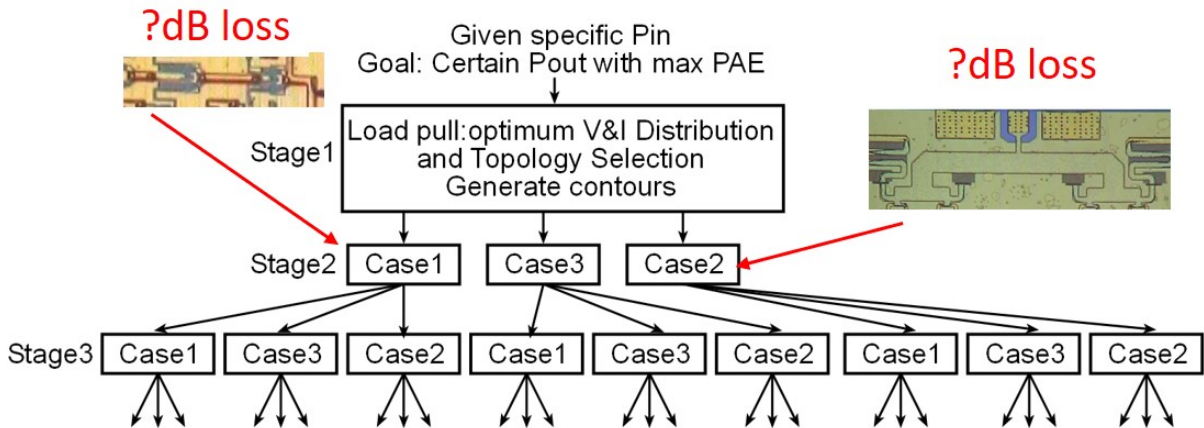 ?dB loss
Given specific Pin
Goal: Certain Pout with max PAE
?dB loss
Stage1
Load pull:optimum V&I Distribution
and Topology Selection
Generate contours
Stage2
Case1
Case3
Case2
Stage3
Case1
Case3
Case2
Case1
Case3
Case2
Case1
Case3
Case2